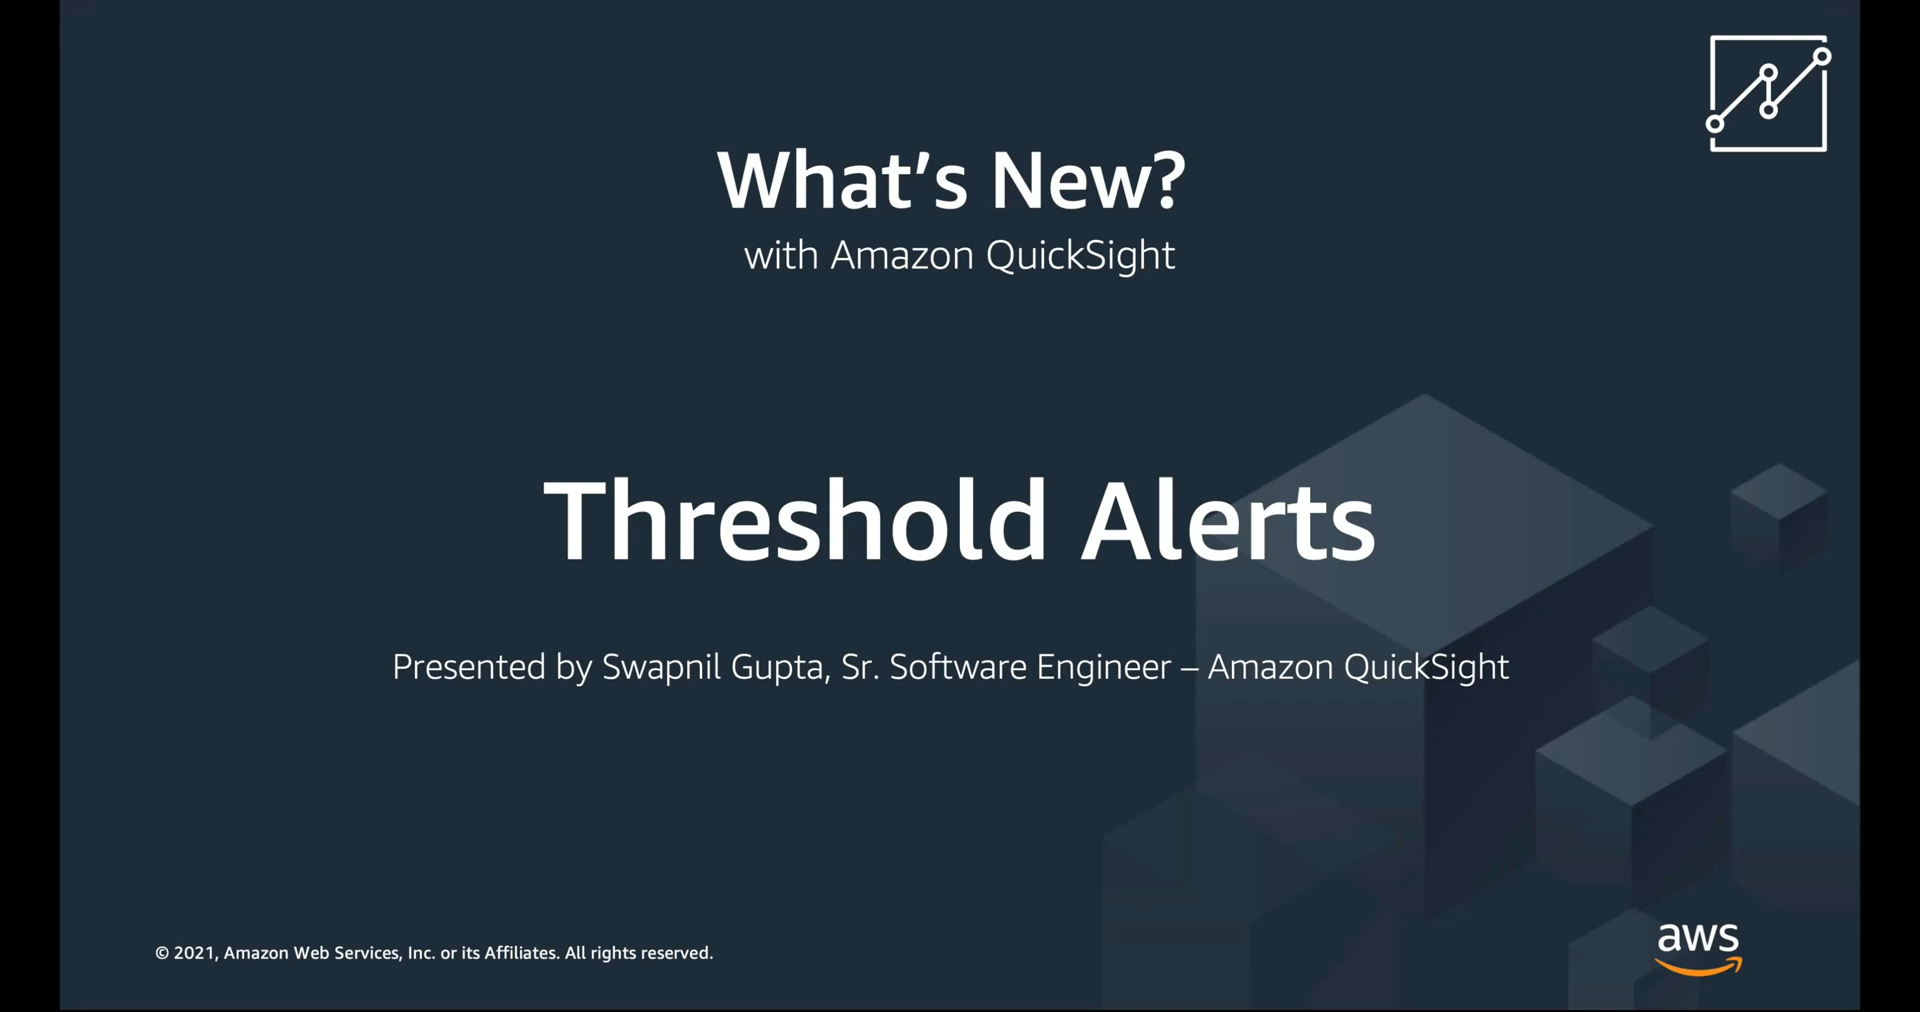 What’s New?
with Amazon QuickSight
Threshold Alerts
Presented by Swapnil Gupta, Sr. Software Engineer – Amazon QuickSight
© 2021, Amazon Web Services, Inc. or its Affiliates. All rights reserved.
aws